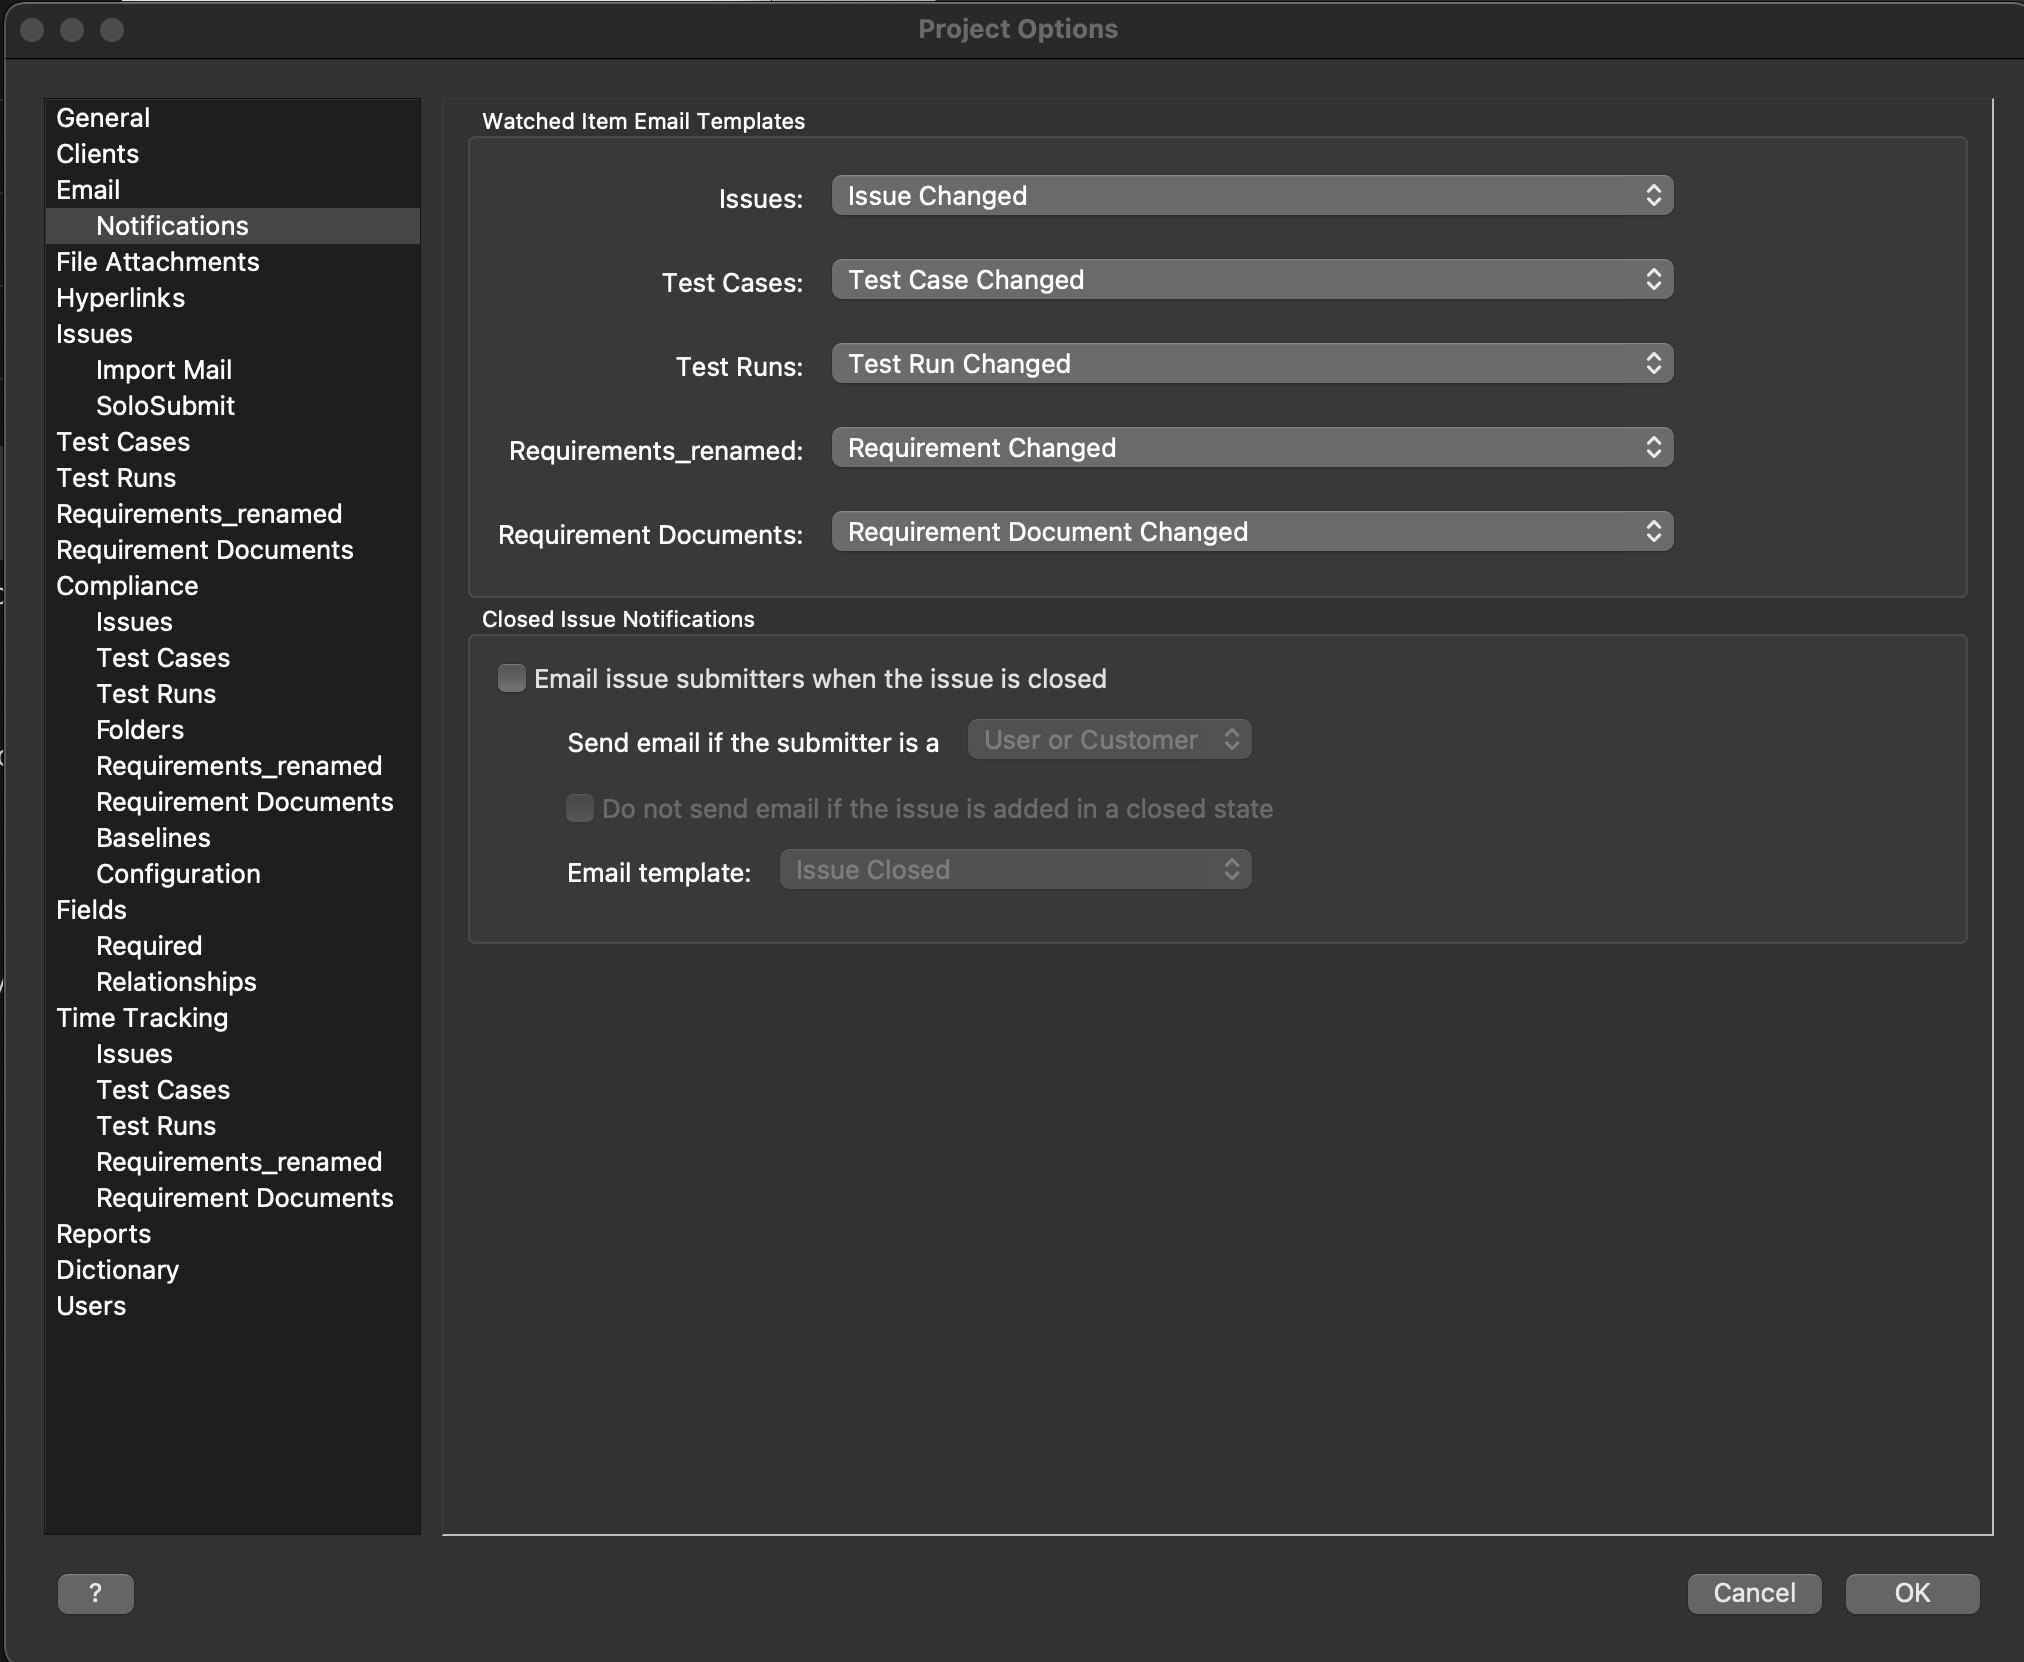 Project Options
General
Clients
Email
Notifications
File Attachments
Hyperlinks
Issues
Import Mail
SoloSubmit
Test Cases
Test Runs
Requirements_renamed
Requirement Documents
Compliance
Issues
Test Cases
Test Runs
Folders
Requirements_renamed
Requirement Documents
Baselines
Configuration
Fields
Required
Relationships
Time Tracking
Issues
Test Cases
Test Runs
Requirements_renamed
Requirement Documents
Reports
Dictionary
Users
Watched Item Email Templates
Issues: Issue Changed
Test Cases: Test Case Changed
Test Runs: Test Run Changed
Requirements_renamed: Requirement Changed
Requirement Documents: Requirement Document Changed
Closed Issue Notifications
Email issue submitters when the issue is closed
Send email if the submitter is a User or Customer
Do not send email if the issue is added in a closed state
Email template: Issue Closed
? Cancel OK